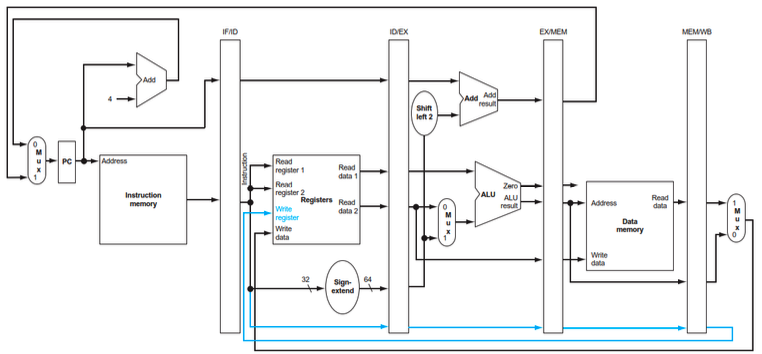 IF/ID
ID/EX
EX/MEM
MEM/WB
Add
4
0
M
u
x
1
PC
Address
Instruction
memory
Instruction
Read
register 1
Read
register 2
Write
register
Write
data
Registers
Read
data 1
Read
data 2
32
Sign-
extend
64
Shift
left 2
Add
Add
result
0
M
u
x
1
ALU
Zero
ALU
result
Address
Write
data
Data
memory
Read
data
1
M
u
x
0